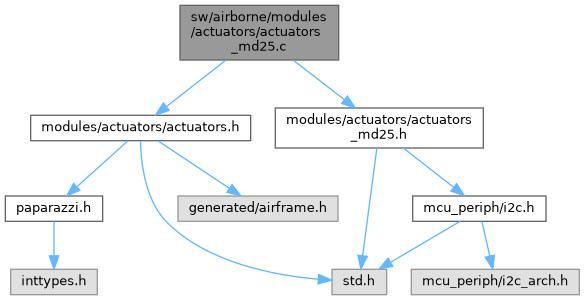 sw/airborne/modules
/actuators/actuators
_md25.c
modules/actuators/actuators.h
modules/actuators/actuators
_md25.h
paparazzi.h
generated/airframe.h
mcu_periph/i2c.h
inttypes.h
std.h
mcu_periph/i2c_arch.h